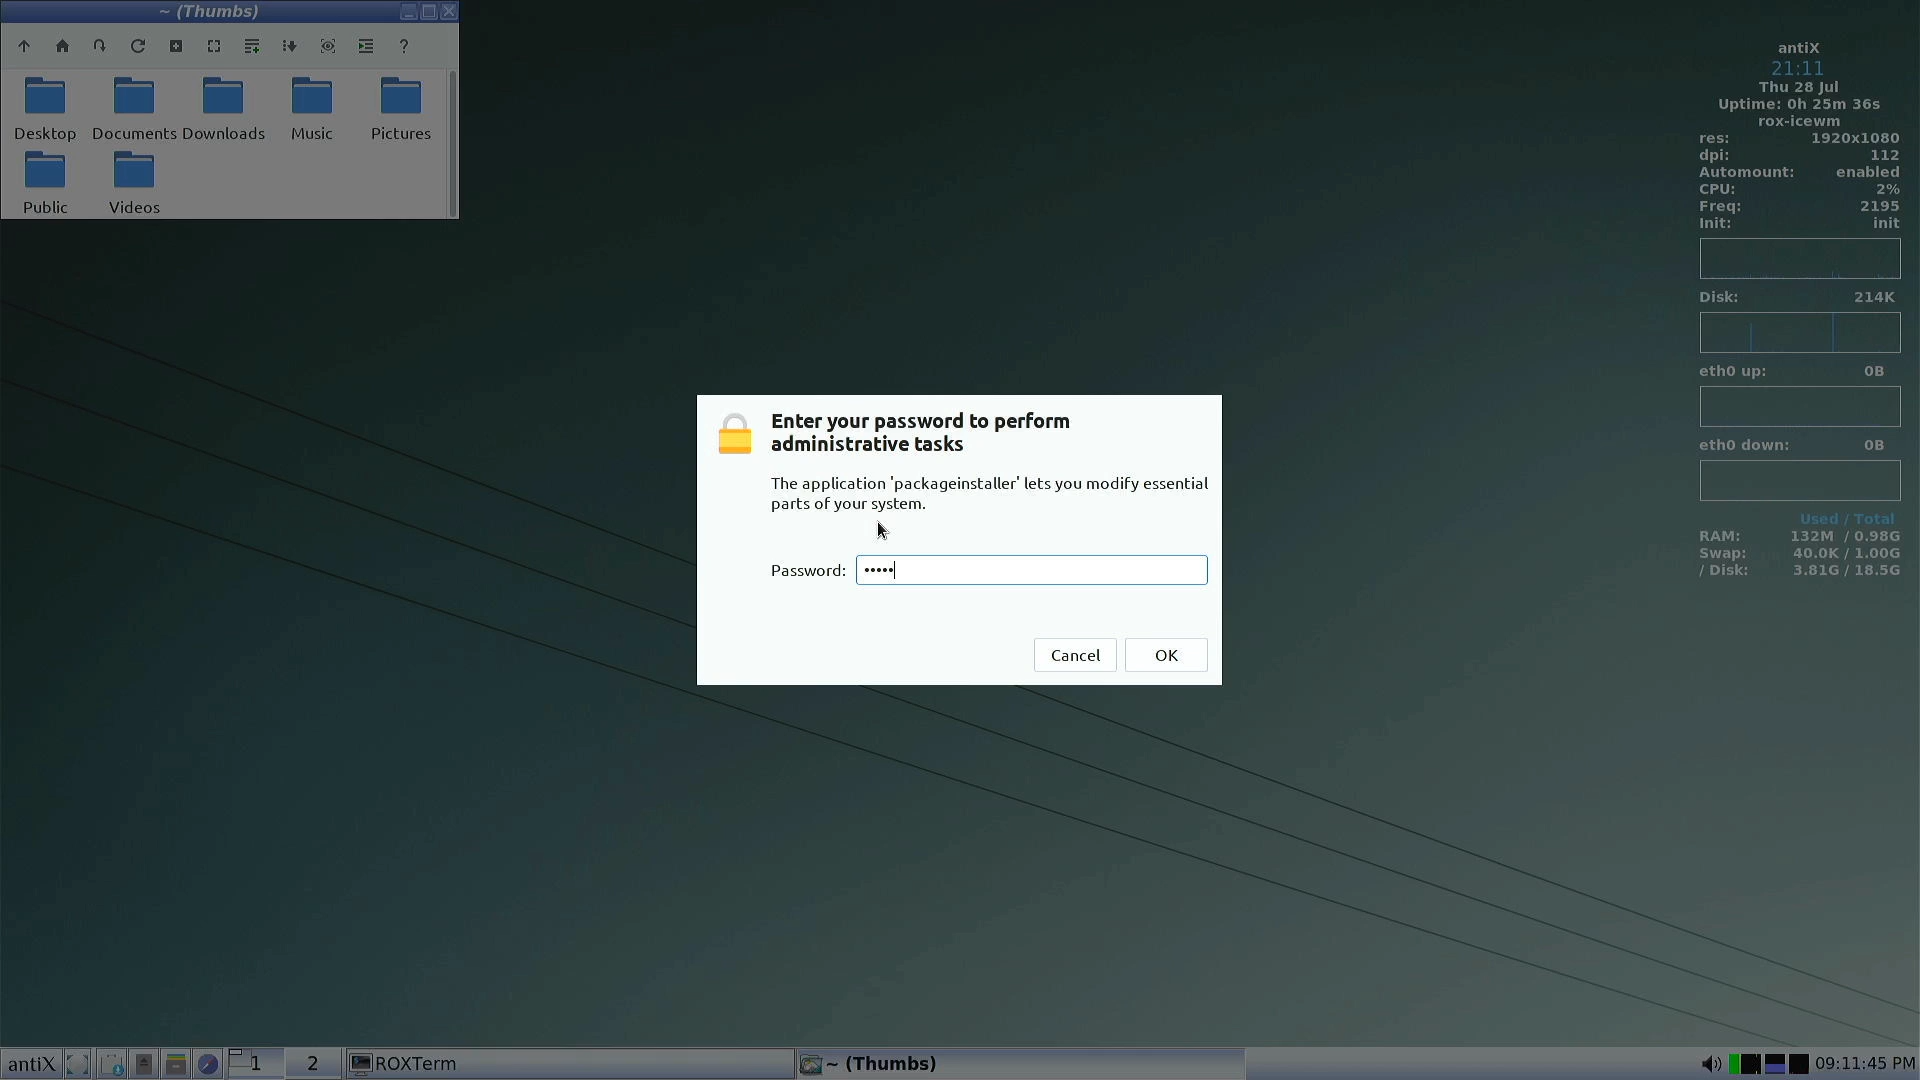 ~ (Thumbs)
?
Desktop
Documents
Downloads
Music
Pictures
Public
Videos
antiX
21:11
Thu 28 Jul
Uptime: 0h 25m 36s
rox-icewm
res: 1920x1080
dpi: 112
Automount: enabled
CPU: 2%
Freq: 2195
Init: init
Disk: 214K
eth0 up: 0B
eth0 down: 0B
Used / Total
RAM: 132M / 0.98G
Swap: 40.0K / 1.00G
/ Disk: 3.81G / 18.5G
Enter your password to perform
administrative tasks
The application 'packageinstaller' lets you modify essential
parts of your system.
Password: •••••
Cancel
OK
antiX
1
2
ROXTerm
~ (Thumbs)
09:11:45 PM